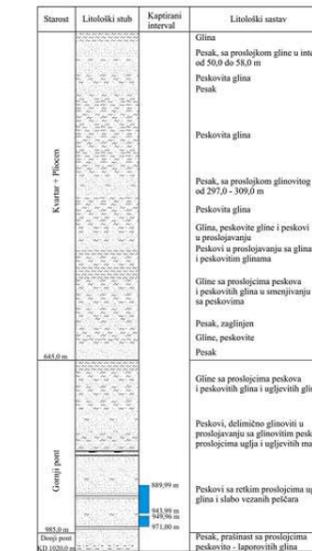 Starost
Litološki stub
Kaptirani
interval
Litološki sastav
Kvartar + Pliocen
Glina
Pesak, sa proslojkom gline u
od 50,0 do 58,0 m
Peskovita glina
Pesak
Peskovita glina
Pesak, sa proslojkom glinovitog
od 297,0 - 309,0 m
Peskovita glina
Glina, peskovite gline i peskovi
u proslojavanju
Peskovi u proslojavanju sa glina
i peskovitim glinama
Gline sa proslojcima peskova
i peskovitih glina u smenjivanju
sa peskovima
Pesak, zaglinjen
Gline, peskovite
Pesak
645,0 m
Gornji pont
Gline sa proslojcima peskova
i peskovitih glina i ugljevitih
Peskovi, delimično glinoviti u
proslojavanju sa glinovitim
proslojcima uglja i ugljevitih
Peskovi sa retkim proslojcima
glina i slabo vezanih peščara
889,99 m
943,99 m
949,96 m
971,00 m
985,0 m
Donji pont
KD 1020,0 m
Pesak, prašinast sa proslojcima
peskovito - laporovitih glina